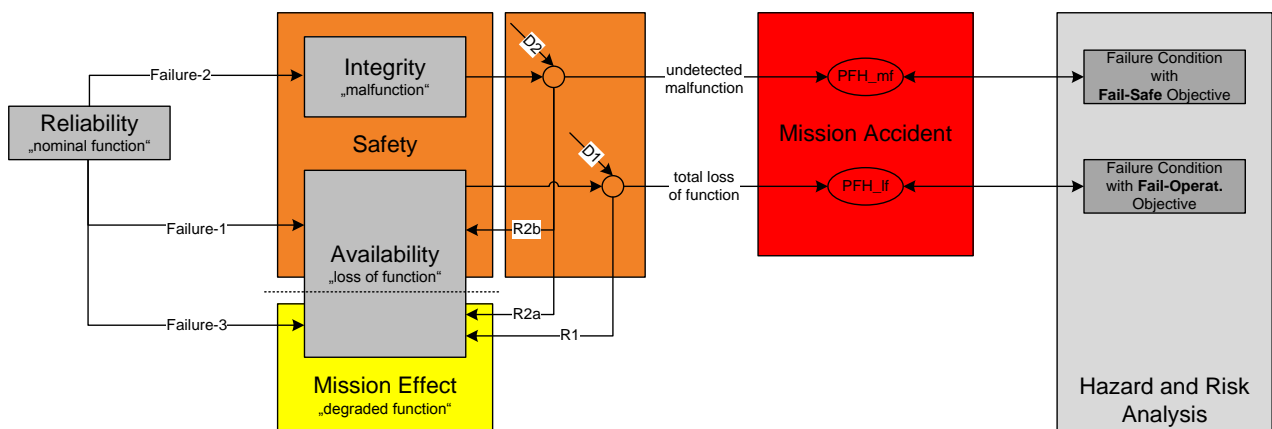 Reliability
„nominal function“
Failure-2
Failure-1
Failure-3
Integrity
„malfunction“
Safety
Availability
„loss of function“
Mission Effect
„degraded function“
D2
D1
R2b
R2a
R1
undetected
malfunction
total loss
of function
PFH_mf
Mission Accident
PFH_lf
Failure Condition
with
Fail-Safe Objective
Failure Condition
with Fail-Operat.
Objective
Hazard and Risk
Analysis